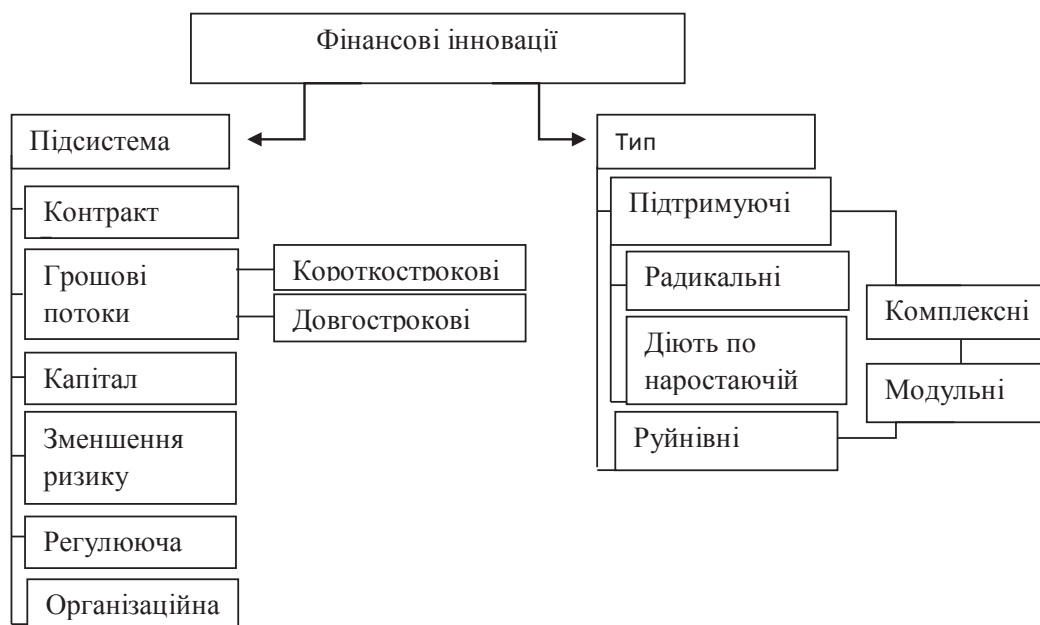 Фінансові інновації
Підсистема
Контракт
Грошові
потоки
Короткострокові
Довгострокові
Капітал
Зменшення
ризику
Регулююча
Організаційна
Тип
Підтримуючі
Радикальні
Діють по
наростаючій
Руйнівні
Комплексні
Модульні